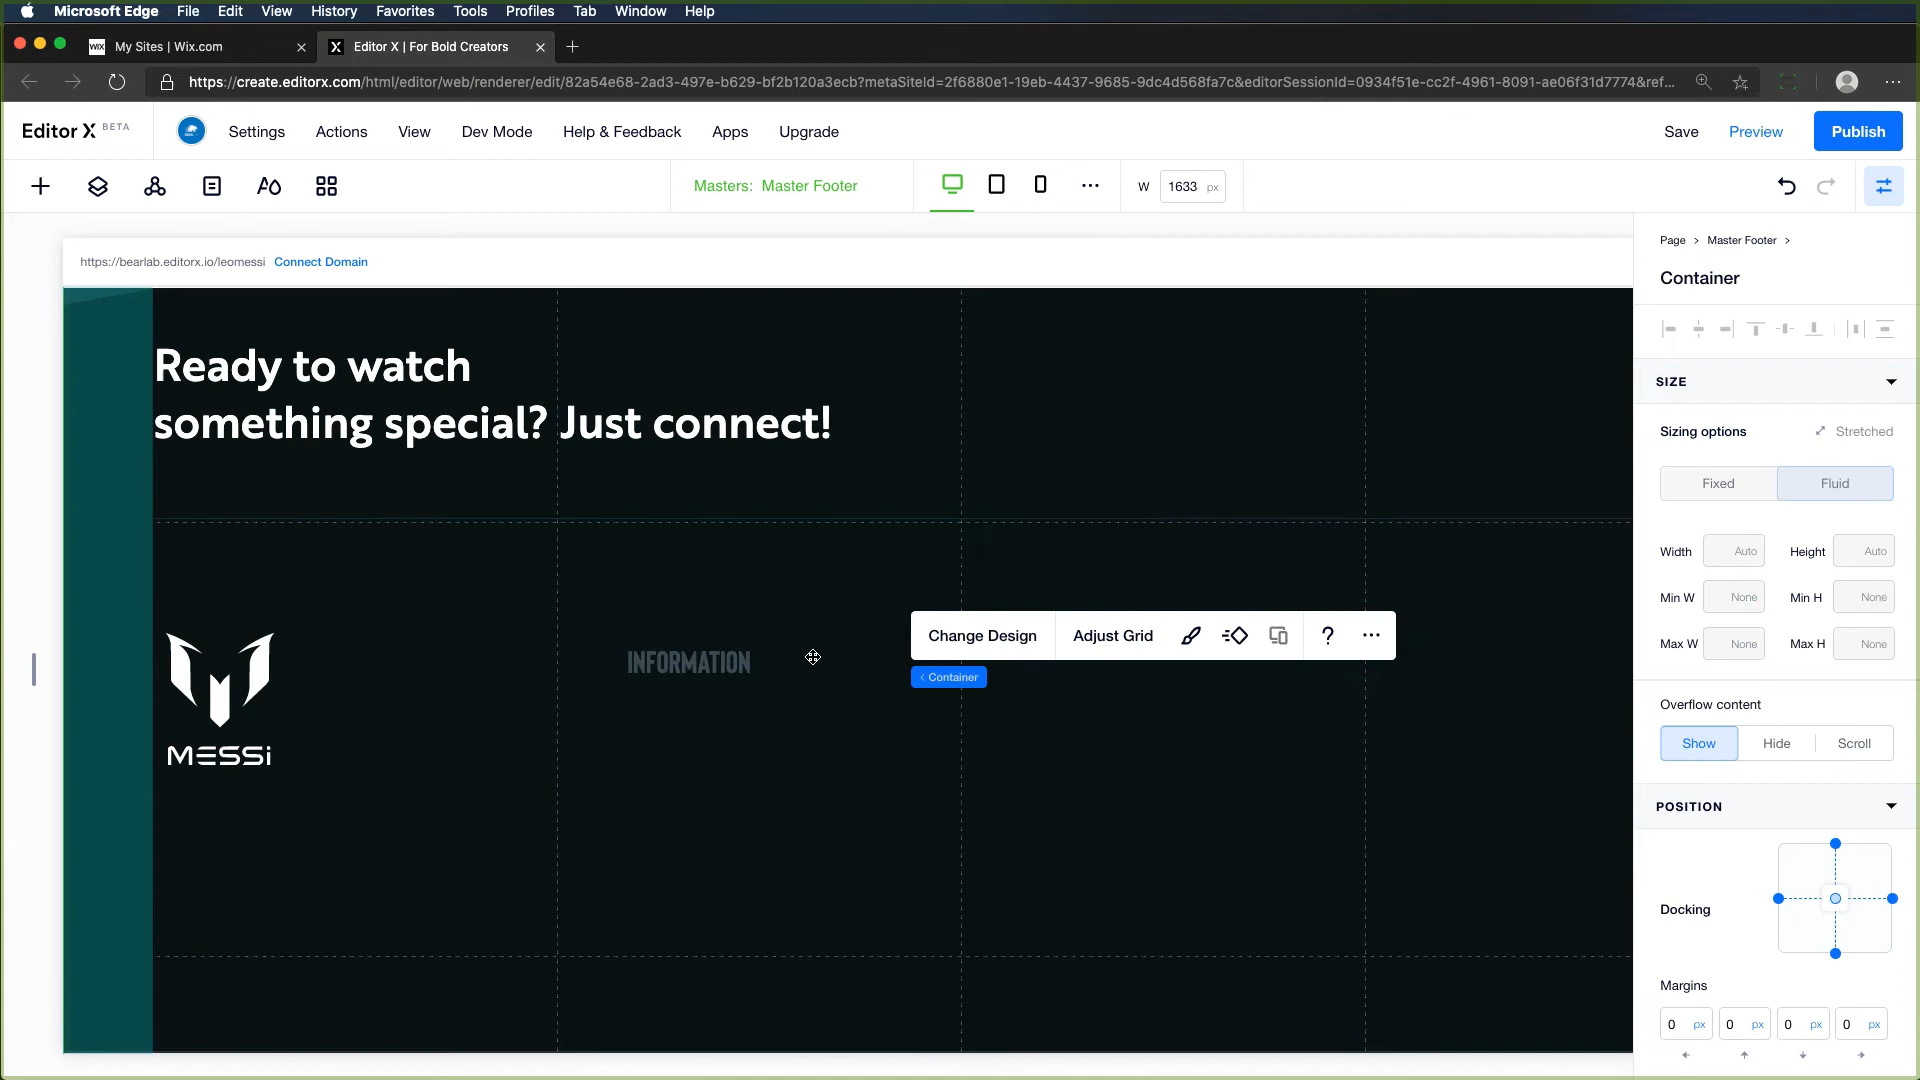 Microsoft Edge File Edit View History Favorites Tools Profiles Tab Window Help
WIX My Sites | Wix.com
X Editor X | For Bold Creators
https://create.editorx.com/html/editor/web/renderer/edit/82a54e68-2ad3-497e-b629-bf2b120a3ecb?metaSiteId=2f6880e1-19eb-4437-9685-9dc4d568fa7c&editorSessionId=0934f51e-cc2f-4961-8091-ae06f31d7774&ref...
Editor X BETA
Settings Actions View Dev Mode Help & Feedback Apps Upgrade
Save Preview Publish
Masters: Master Footer
W 1633 px
https://bearlab.editorx.io/leomessi Connect Domain
Ready to watch
something special? Just connect!
INFORMATION
MESSi
Change Design Adjust Grid ?
< Container
Page > Master Footer >
Container
SIZE
Sizing options Stretched
Fixed Fluid
Width Auto Height Auto
Min W None Min H None
Max W None Max H None
Overflow content
Show Hide Scroll
POSITION
Docking
Margins
0 px 0 px 0 px 0 px